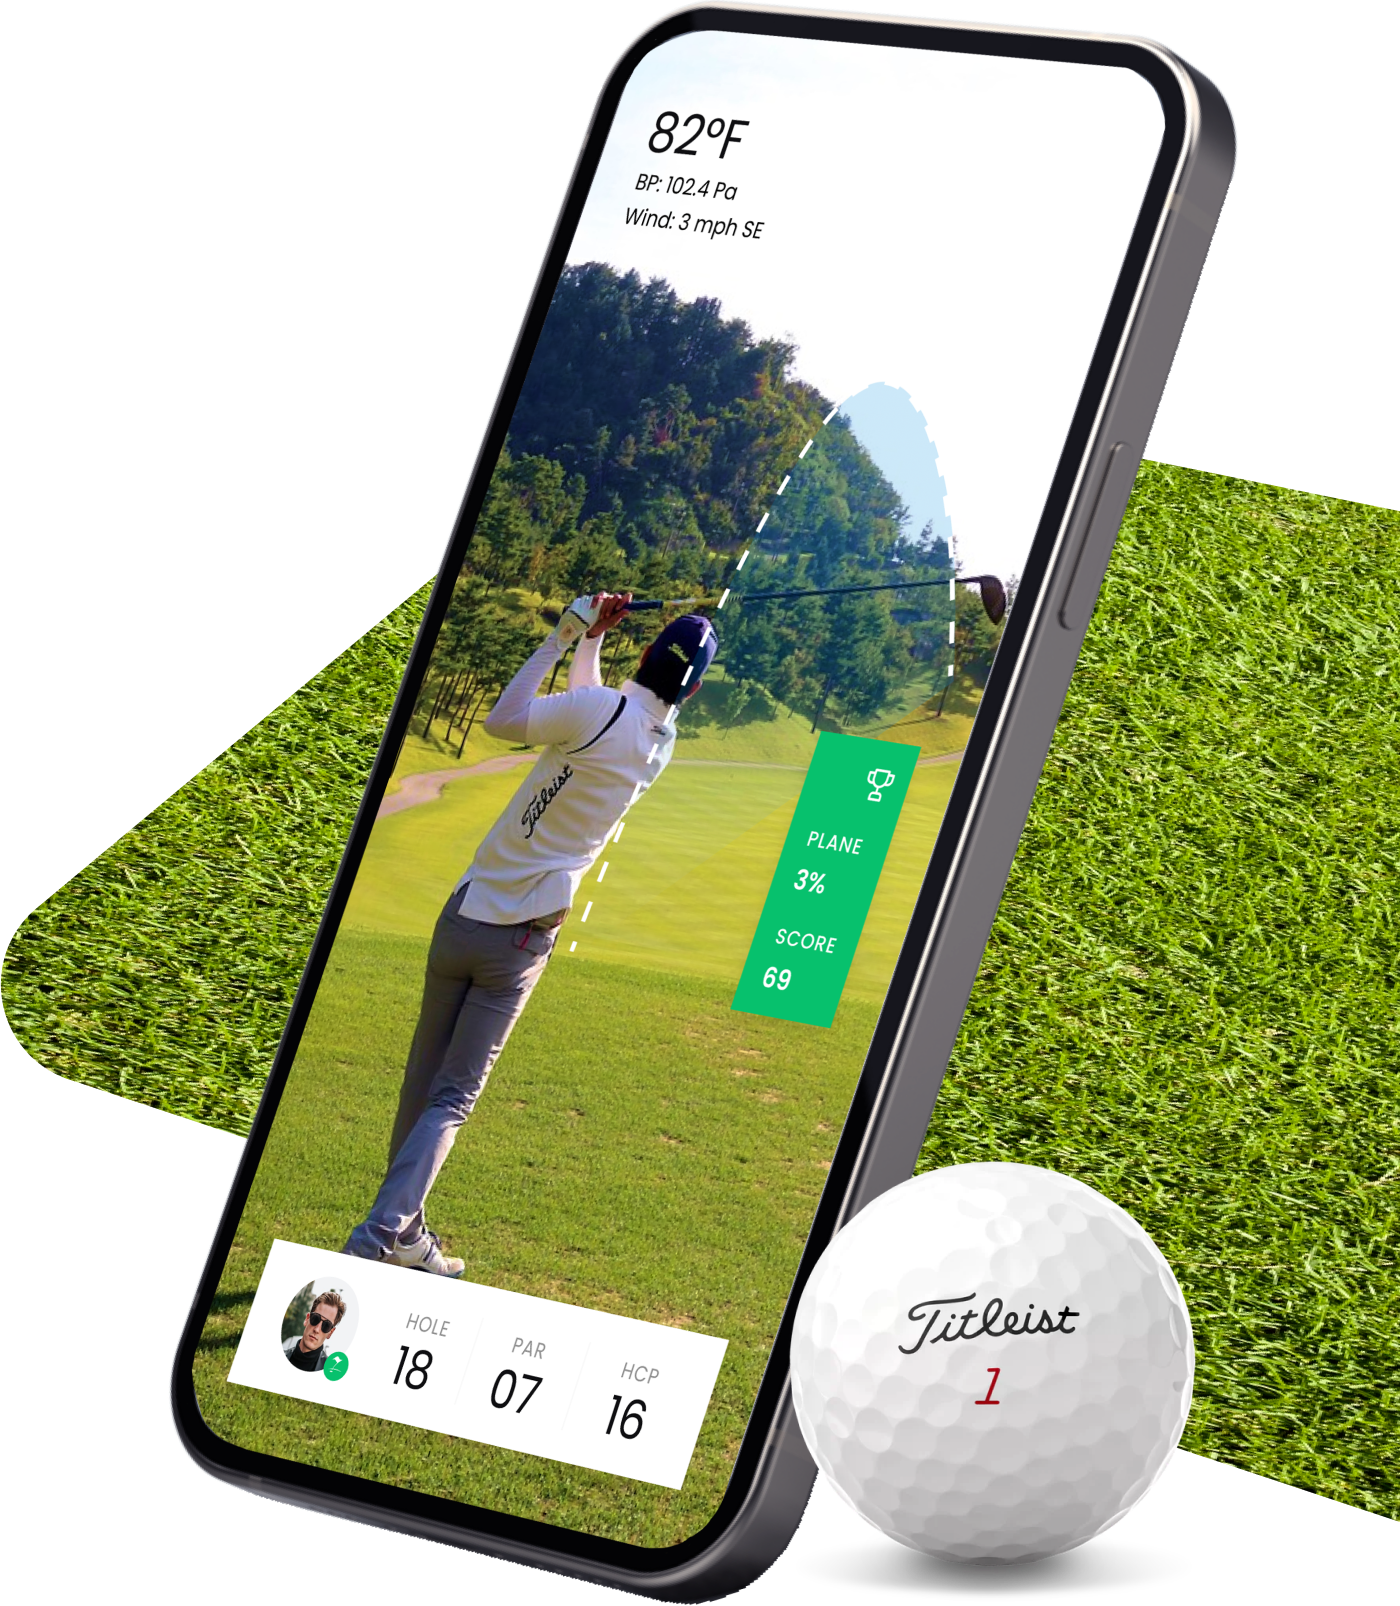 82ºF
BP: 102.4 Pa
Wind: 3 mph SE
Titleist
PLANE
3%
SCORE
69
HOLE
18
PAR
07
HCP
16
Titleist
1